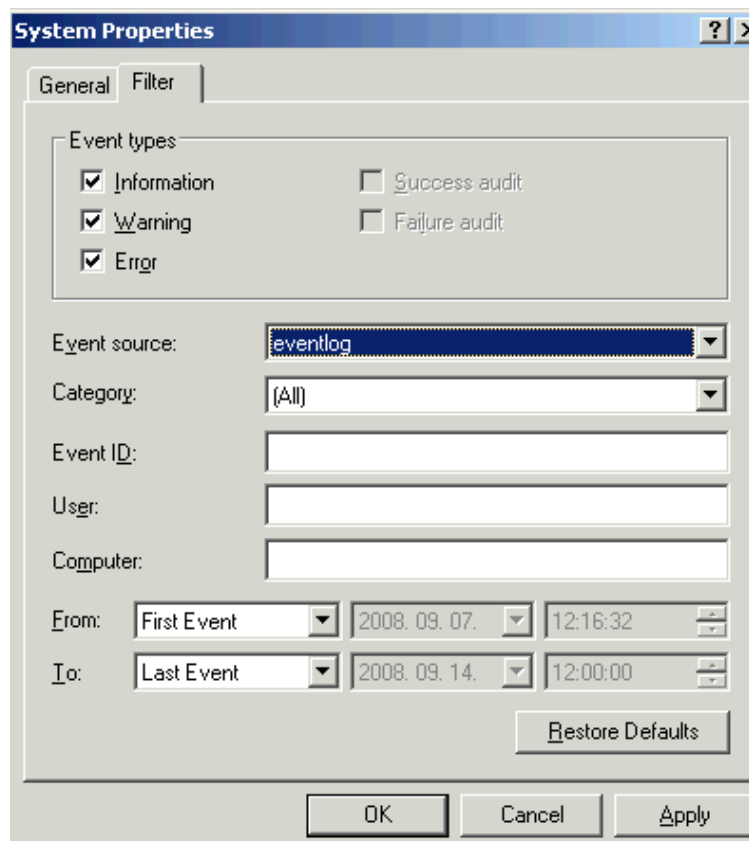 System Properties
General Filter
Event types
Information Success audit
Warning Failure audit
Error
Event source: eventlog
Category: (All)
Event ID:
User:
Computer:
From: First Event 2008. 09. 07. 12:16:32
To: Last Event 2008. 09. 14. 12:00:00
Restore Defaults
OK Cancel Apply